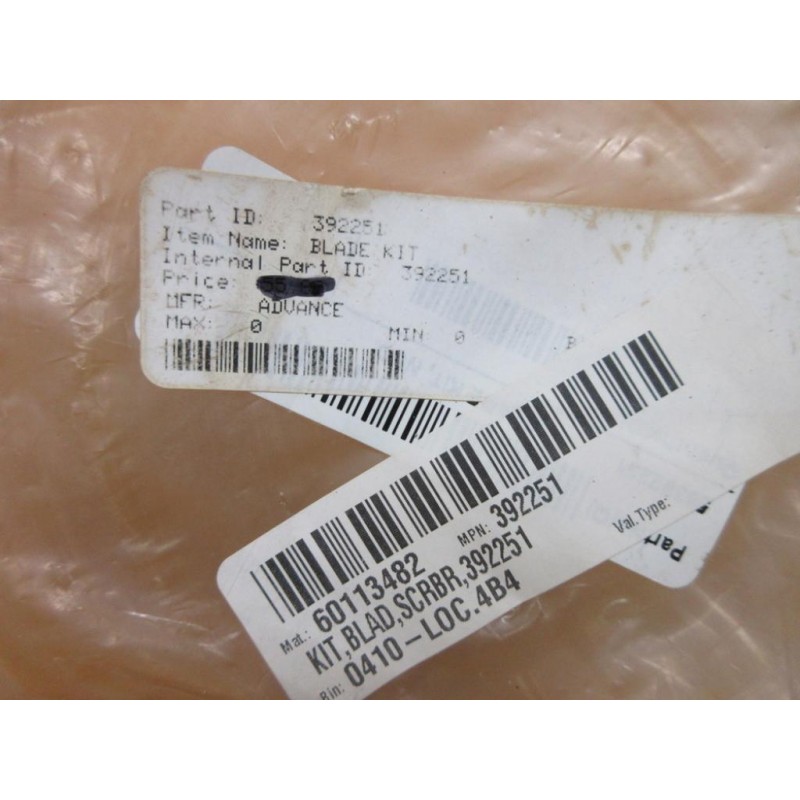 Part ID: 392251
Item Name: BLADE KIT
Internal Part ID: 392251
Price:
MFR: ADVANCE
MAX: 0 MIN 0 B
Mat.: 60113482 MPN: 392251 Val.Type:
KIT,BLAD,SCRBR,392251
Bin: 0410-LOC.4B4
Part